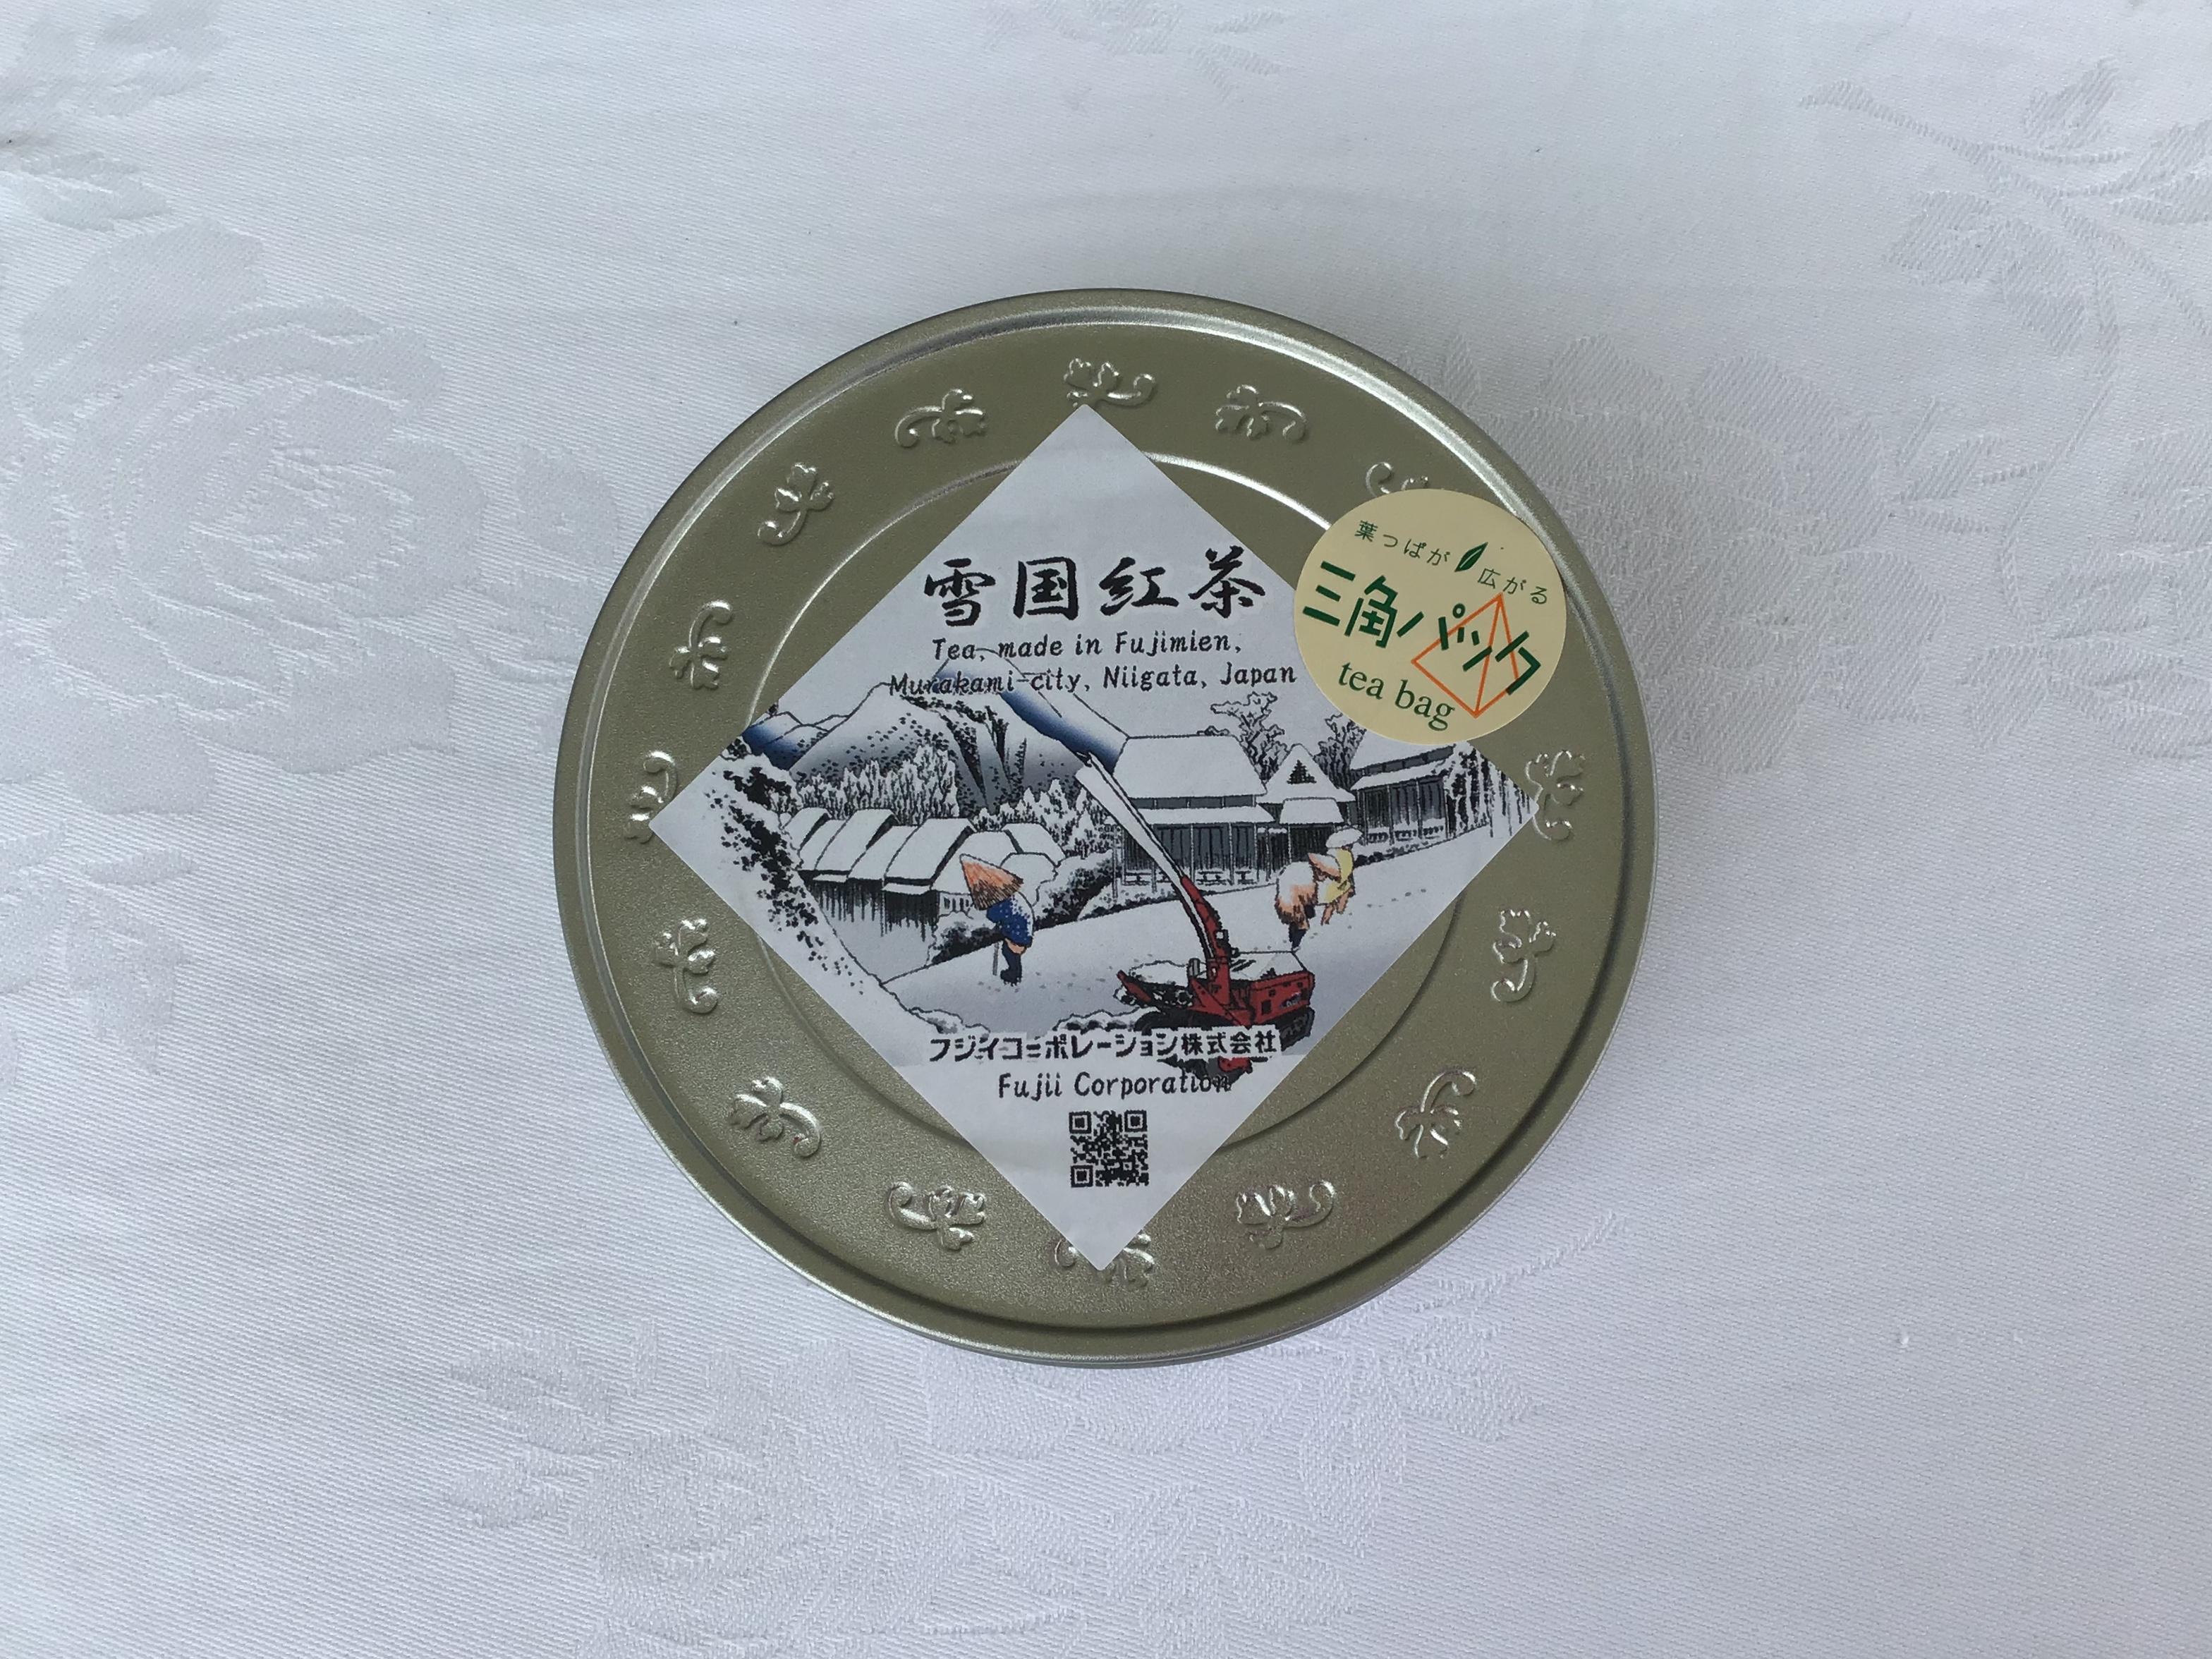 雪国紅茶
Tea, made in Fujimien,
Murakami-city, Niigata, Japan
葉っぱが広がる
三角パック
tea bag
フジイコーポレーション株式会社
Fujii Corporation